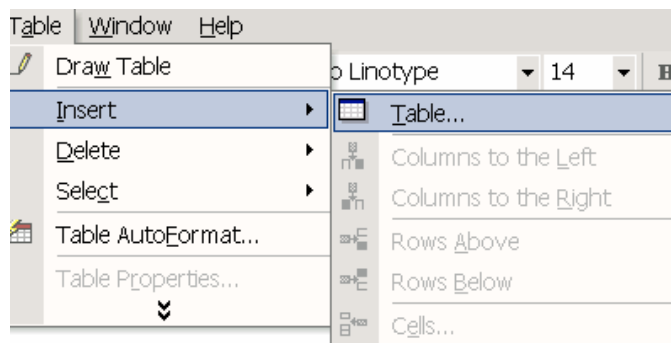 Table Window Help
Draw Table
Linotype 14
Insert
Table...
Delete
Columns to the Left
Select
Columns to the Right
Table AutoFormat...
Rows Above
Table Properties...
Rows Below
Cells...